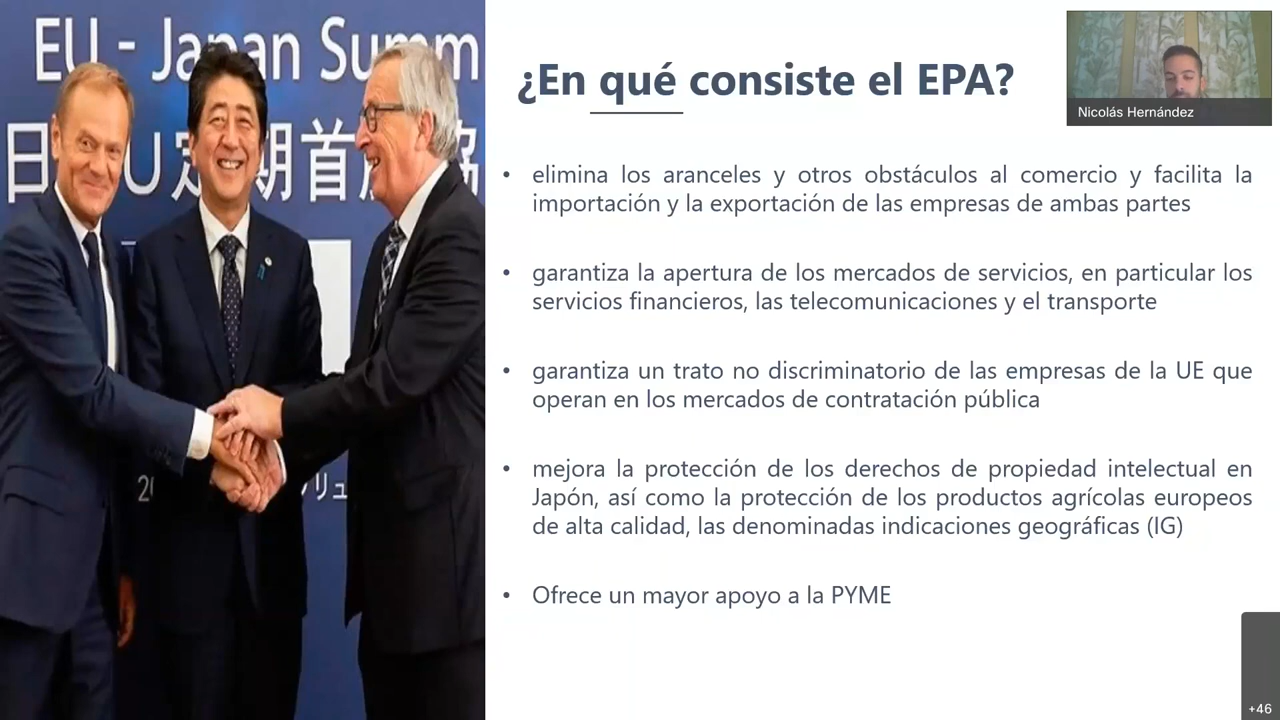 EU - Japan Summ
日 U定期首 協
¿En qué consiste el EPA?
Nicolás Hernández
• elimina los aranceles y otros obstáculos al comercio y facilita la
importación y la exportación de las empresas de ambas partes
• garantiza la apertura de los mercados de servicios, en particular los
servicios financieros, las telecomunicaciones y el transporte
• garantiza un trato no discriminatorio de las empresas de la UE que
operan en los mercados de contratación pública
• mejora la protección de los derechos de propiedad intelectual en
Japón, así como la protección de los productos agrícolas europeos
de alta calidad, las denominadas indicaciones geográficas (IG)
• Ofrece un mayor apoyo a la PYME
+46